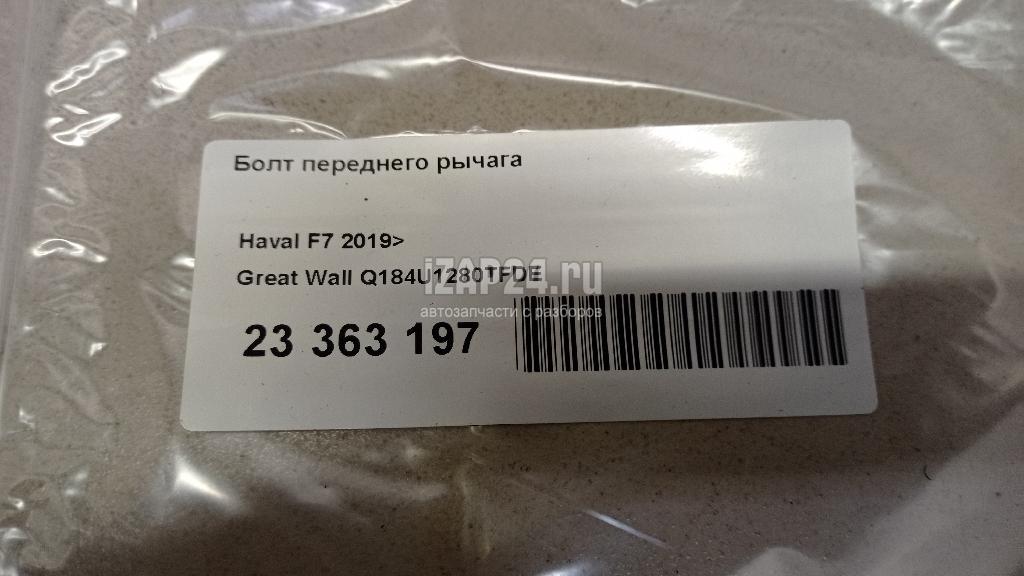 Болт переднего рычага
Haval F7 2019>
Great Wall Q184U1280TFDE
iZAP24.ru
автозапчасти с разборов
23 363 197